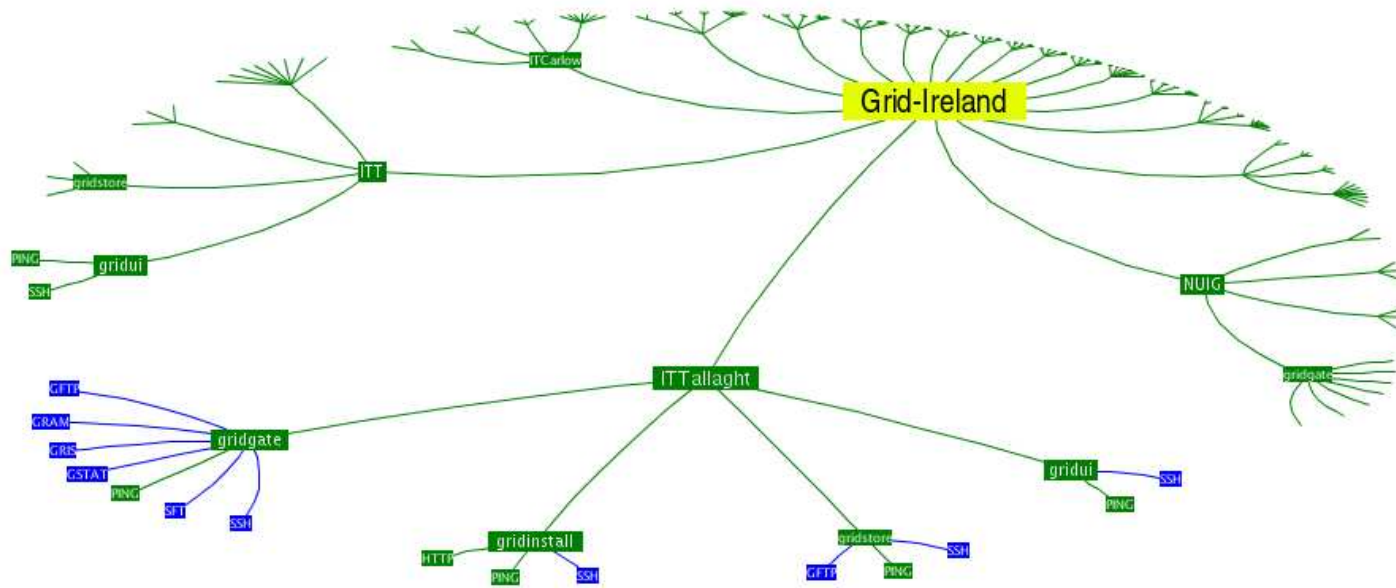 ITCarlow
Grid-Ireland
ITT
gridstore
PING
gridui
SSH
NUIG
ITTallaght
gridgate
GFTP
GRAM
gridgate
GRIS
GSTAT
PING
SFT
SSH
gridui
SSH
PING
gridinstall
HTTP
PING
SSH
gridstore
SSH
GFTP
PING